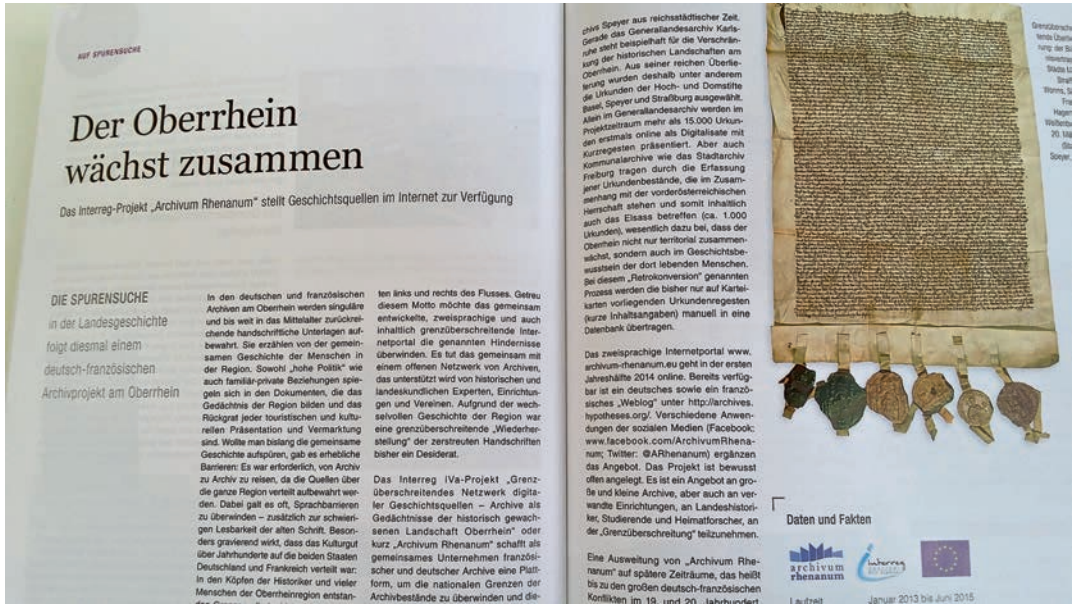 AUF SPURENSUCHE
Der Oberrhein
wächst zusammen
Das Interreg-Projekt „Archivum Rhenanum“ stellt Geschichtsquellen im Internet zur Verfügung
DIE SPURENSUCHE
in der Landesgeschichte
folgt diesmal einem
deutsch-französischen
Archivprojekt am Oberrhein
In den deutschen und französischen
Archiven am Oberrhein werden singuläre
und bis weit in das Mittelalter zurückrei-
chende handschriftliche Unterlagen auf-
bewahrt. Sie erzählen von der gemein-
samen Geschichte der Menschen in
der Region. Sowohl „hohe Politik“ wie
auch familiär-private Beziehungen spie-
geln sich in den Dokumenten, die das
Gedächtnis der Region bilden und das
Rückgrat jeder touristischen und kultu-
rellen Präsentation und Vermarktung
sind. Wollte man bislang die gemeinsame
Geschichte aufspüren, gab es erhebliche
Barrieren: Es war erforderlich, von Archiv
zu Archiv zu reisen, da die Quellen über
die ganze Region verteilt aufbewahrt wer-
den. Dabei galt es oft, Sprachbarrieren
zu überwinden – zusätzlich zur schwieri-
gen Lesbarkeit der alten Schrift. Beson-
ders gravierend wirkt, dass das Kulturgut
über Jahrhunderte auf die beiden Staaten
Deutschland und Frankreich verteilt war:
In den Köpfen der Historiker und vieler
Menschen der Oberrheinregion entstan-
ten links und rechts des Flusses. Getreu
diesem Motto möchte das gemeinsam
entwickelte, zweisprachige und auch
inhaltlich grenzüberschreitende Inter-
netportal die genannten Hindernisse
überwinden. Es tut das gemeinsam mit
einem offenen Netzwerk von Archiven,
das unterstützt wird von historischen und
landeskundlichen Experten, Einrichtun-
gen und Vereinen. Aufgrund der wech-
selvollen Geschichte der Region war
eine grenzüberschreitende „Wiederher-
stellung“ der zerstreuten Handschriften
bisher ein Desiderat.
Das Interreg IVa-Projekt „Grenz-
überschreitendes Netzwerk digita-
ler Geschichtsquellen – Archive als
Gedächtnisse der historisch gewach-
senen Landschaft Oberrhein“ oder
kurz „Archivum Rhenanum“ schafft als
gemeinsames Unternehmen französi-
scher und deutscher Archive eine Platt-
form, um die nationalen Grenzen der
Archivbestände zu überwinden und die-
chivs Speyer aus reichsstädtischer Zeit.
Gerade das Generallandesarchiv Karls-
ruhe steht beispielhaft für die Verschrän-
kung der historischen Landschaften am
Oberrhein. Aus seiner reichen Überlie-
ferung wurden deshalb unter anderem
die Urkunden der Hoch- und Domstifte
Basel, Speyer und Straßburg ausgewählt.
Allein im Generallandesarchiv werden im
Projektzeitraum mehr als 15.000 Urkun-
den erstmals online als Digitalisate mit
Kurzregesten präsentiert. Aber auch
Kommunalarchive wie das Stadtarchiv
Freiburg tragen durch die Erfassung
jener Urkundenbestände, die im Zusam-
menhang mit der vorderösterreichischen
Herrschaft stehen und somit inhaltlich
auch das Elsass betreffen (ca. 1.000
Urkunden), wesentlich dazu bei, dass der
Oberrhein nicht nur territorial zusammen-
wächst, sondern auch im Geschichtsbe-
wusstsein der dort lebenden Menschen.
Bei diesem „Retrokonversion“ genannten
Prozess werden die bisher nur auf Kartei-
karten vorliegenden Urkundenregesten
(kurze Inhaltsangaben) manuell in eine
Datenbank übertragen.
Das zweisprachige Internetportal www.
archivum-rhenanum.eu geht in der ersten
Jahreshälfte 2014 online. Bereits verfüg-
bar ist ein deutsches sowie ein franzö-
sisches „Weblog“ unter http://archives.
hypotheses.org/. Verschiedene Anwen-
dungen der sozialen Medien (Facebook:
www.facebook.com/ArchivumRhena-
num; Twitter: @ARhenanum) ergänzen
das Angebot. Das Projekt ist bewusst
offen angelegt. Es ist ein Angebot an gro-
ße und kleine Archive, aber auch an ver-
wandte Einrichtungen, an Landeshistori-
ker, Studierende und Heimatforscher, an
der „Grenzüberschreitung“ teilzunehmen.
Eine Ausweitung von „Archivum Rhe-
nanum“ auf spätere Zeiträume, das heißt
bis zu den großen deutsch-französischen
Konflikten im 19. und 20. Jahrhundert
Daten und Fakten
archivum
rhenanum
interreg
Laufzeit Januar 2013 bis Juni 2015